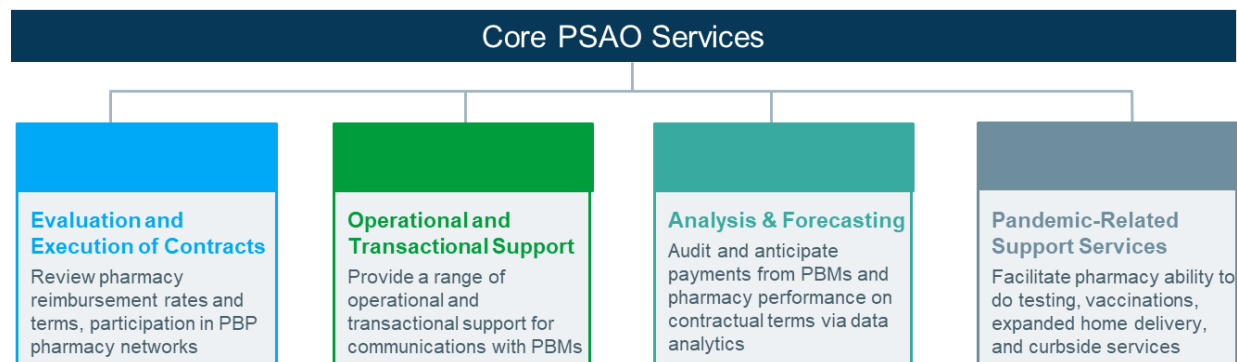 Core PSAO Services
Evaluation and
Execution of Contracts
Review pharmacy
reimbursement rates and
terms, participation in PBP
pharmacy networks
Operational and
Transactional Support
Provide a range of
operational and
transactional support for
communications with PBMs
Analysis & Forecasting
Audit and anticipate
payments from PBMs and
pharmacy performance on
contractual terms via data
analytics
Pandemic-Related
Support Services
Facilitate pharmacy ability to
do testing, vaccinations,
expanded home delivery,
and curbside services